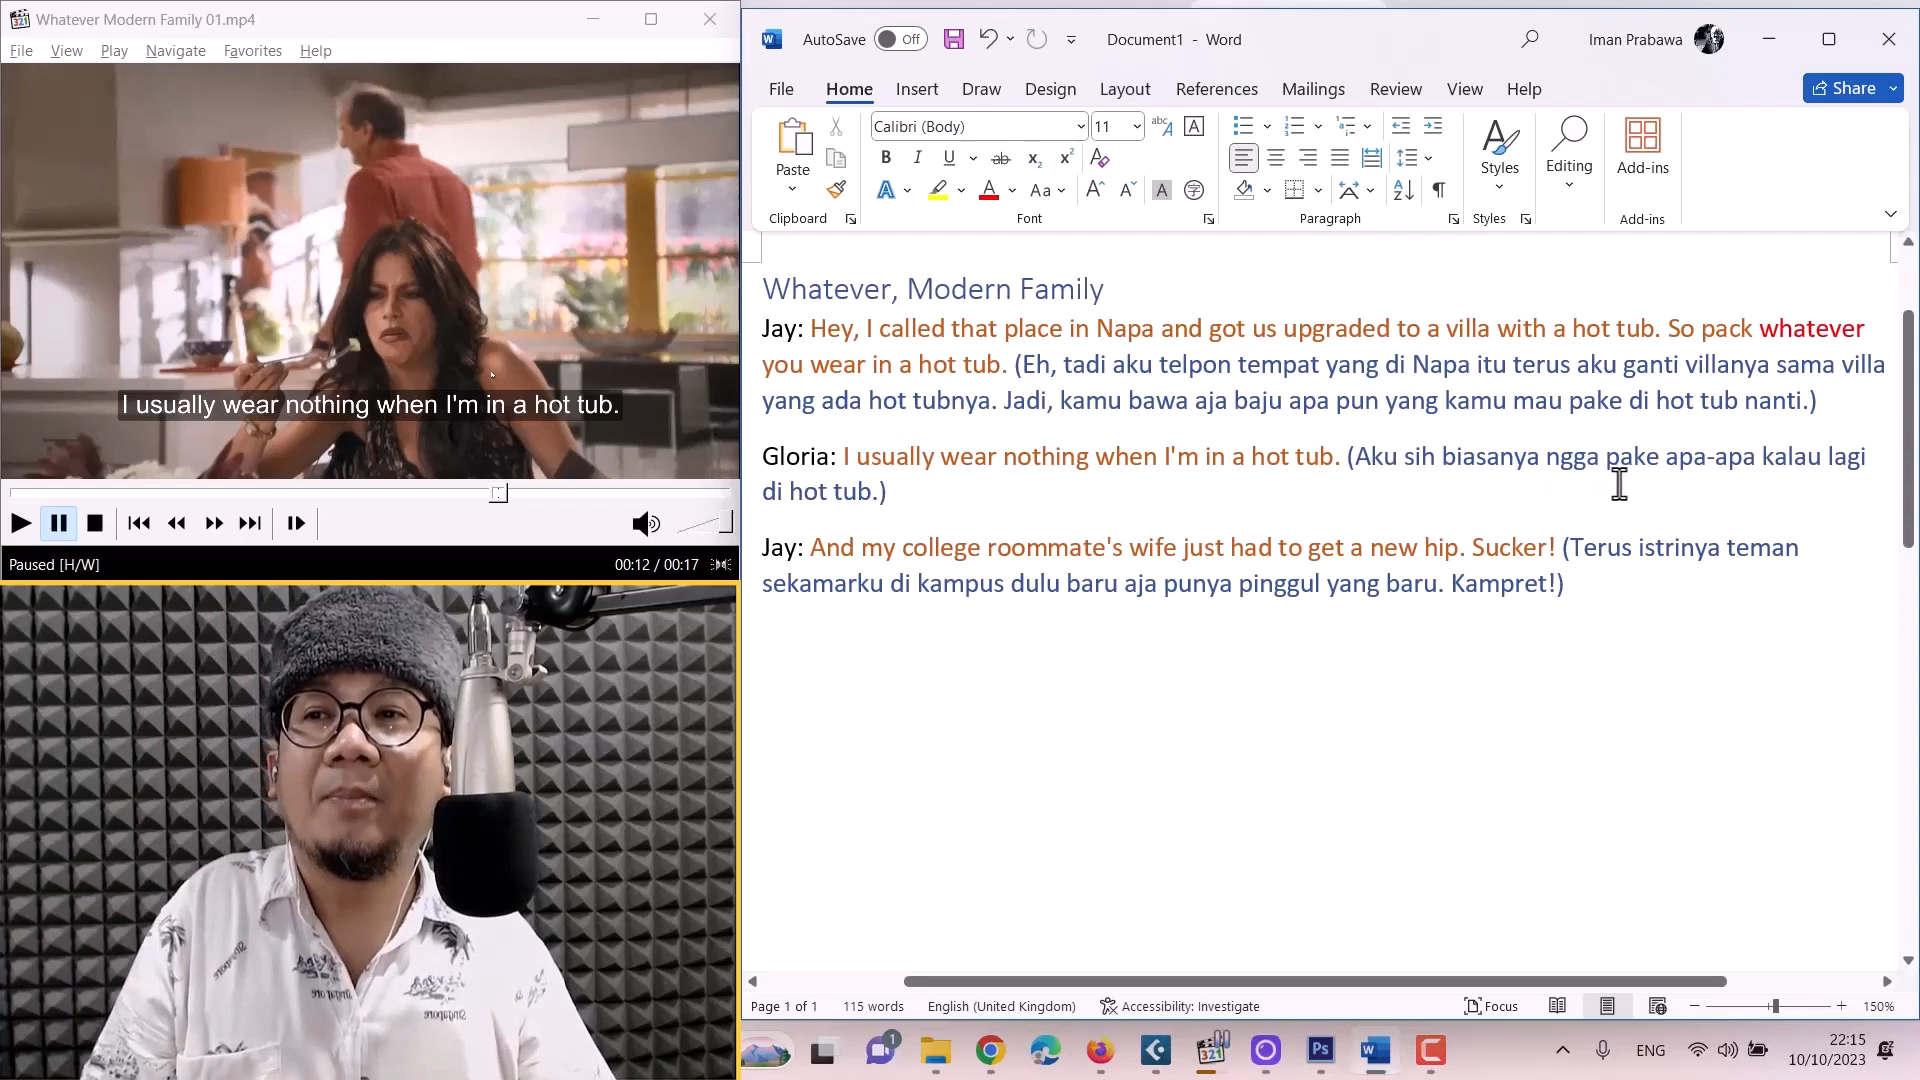 Whatever Modern Family 01.mp4
File View Play Navigate Favorites Help
I usually wear nothing when I'm in a hot tub.
Paused [H/W]
00:12 / 00:17
AutoSave Off
Document1 - Word
Iman Prabawa
File Home Insert Draw Design Layout References Mailings Review View Help
Share
Calibri (Body) 11
Paste
Styles
Editing
Add-ins
Clipboard
Font
Paragraph
Styles
Add-ins
Whatever, Modern Family
Jay: Hey, I called that place in Napa and got us upgraded to a villa with a hot tub. So pack whatever
you wear in a hot tub. (Eh, tadi aku telpon tempat yang di Napa itu terus aku ganti villanya sama villa
yang ada hot tubnya. Jadi, kamu bawa aja baju apa pun yang kamu mau pake di hot tub nanti.)
Gloria: I usually wear nothing when I'm in a hot tub. (Aku sih biasanya ngga pake apa-apa kalau lagi
di hot tub.)
Jay: And my college roommate's wife just had to get a new hip. Sucker! (Terus istrinya teman
sekamarku di kampus dulu baru aja punya pinggul yang baru. Kampret!)
Page 1 of 1
115 words
English (United Kingdom)
Accessibility: Investigate
Focus
150%
1
321
Ps
ENG
22:15
10/10/2023